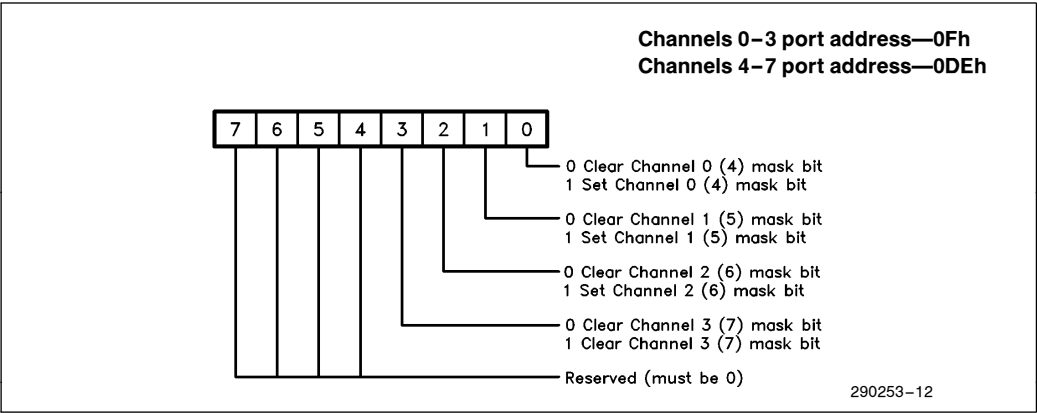 Channels 0–3 port address—0Fh
Channels 4–7 port address—0DEh
7 6 5 4 3 2 1 0
0 Clear Channel 0 (4) mask bit
1 Set Channel 0 (4) mask bit
0 Clear Channel 1 (5) mask bit
1 Set Channel 1 (5) mask bit
0 Clear Channel 2 (6) mask bit
1 Set Channel 2 (6) mask bit
0 Clear Channel 3 (7) mask bit
1 Clear Channel 3 (7) mask bit
Reserved (must be 0)
290253–12